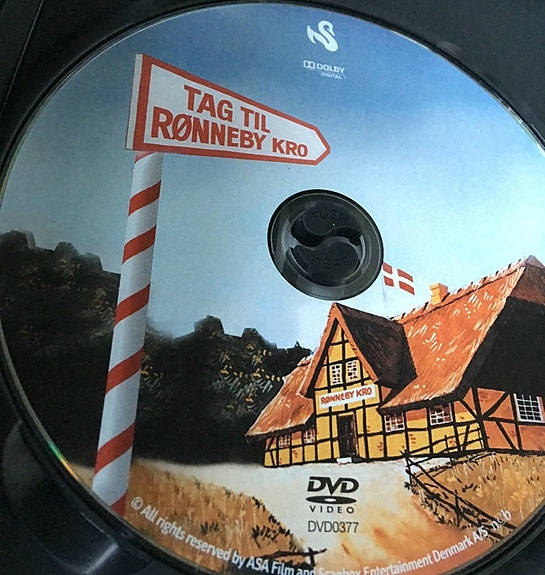 DOLBY
DIGITAL
TAG TIL
RØNNEBY KRO
PUSH
RØNNEBY KRO
DVD
VIDEO
DVD0377
© All rights reserved by ASA Film and Scanbox Entertainment Denmark A/S